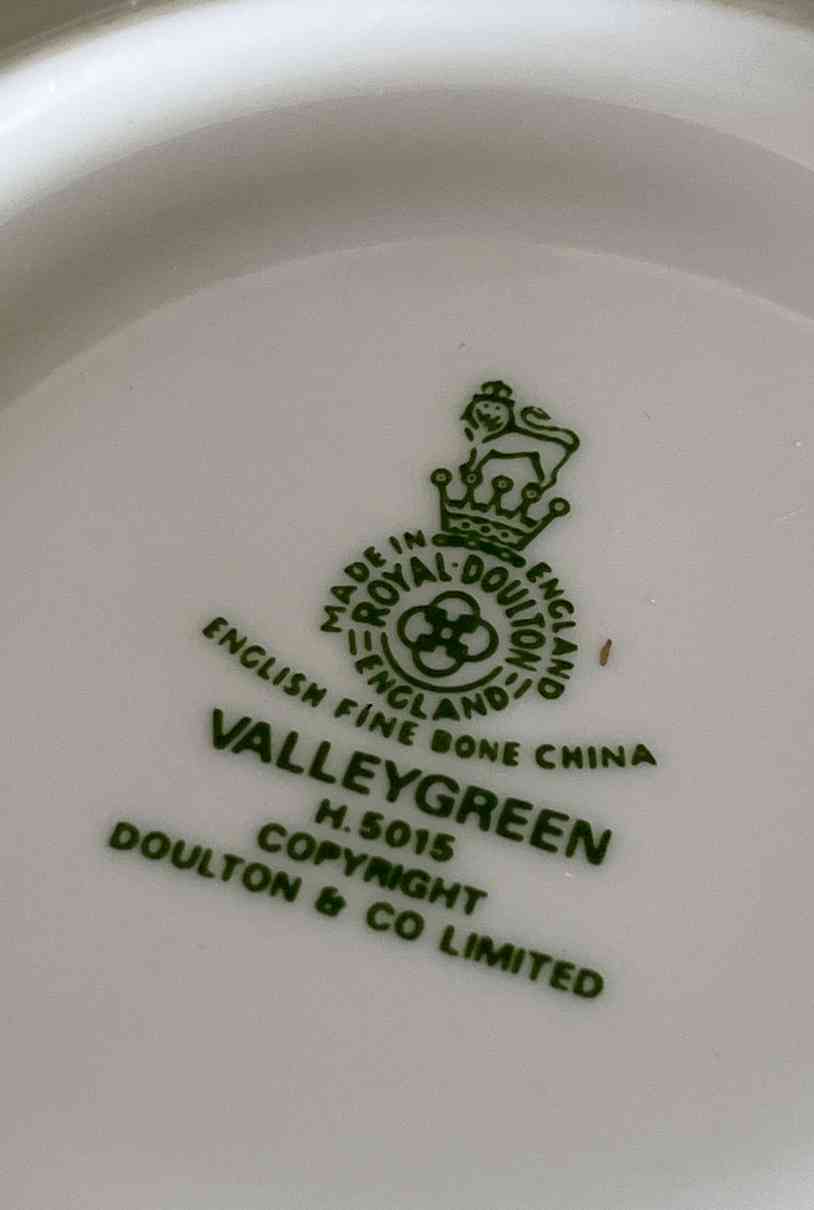 MADE IN ENGLAND
ROYAL·DOULTON
ENGLAND
ENGLISH FINE BONE CHINA
VALLEYGREEN
H.5015
COPYRIGHT
DOULTON & CO LIMITED